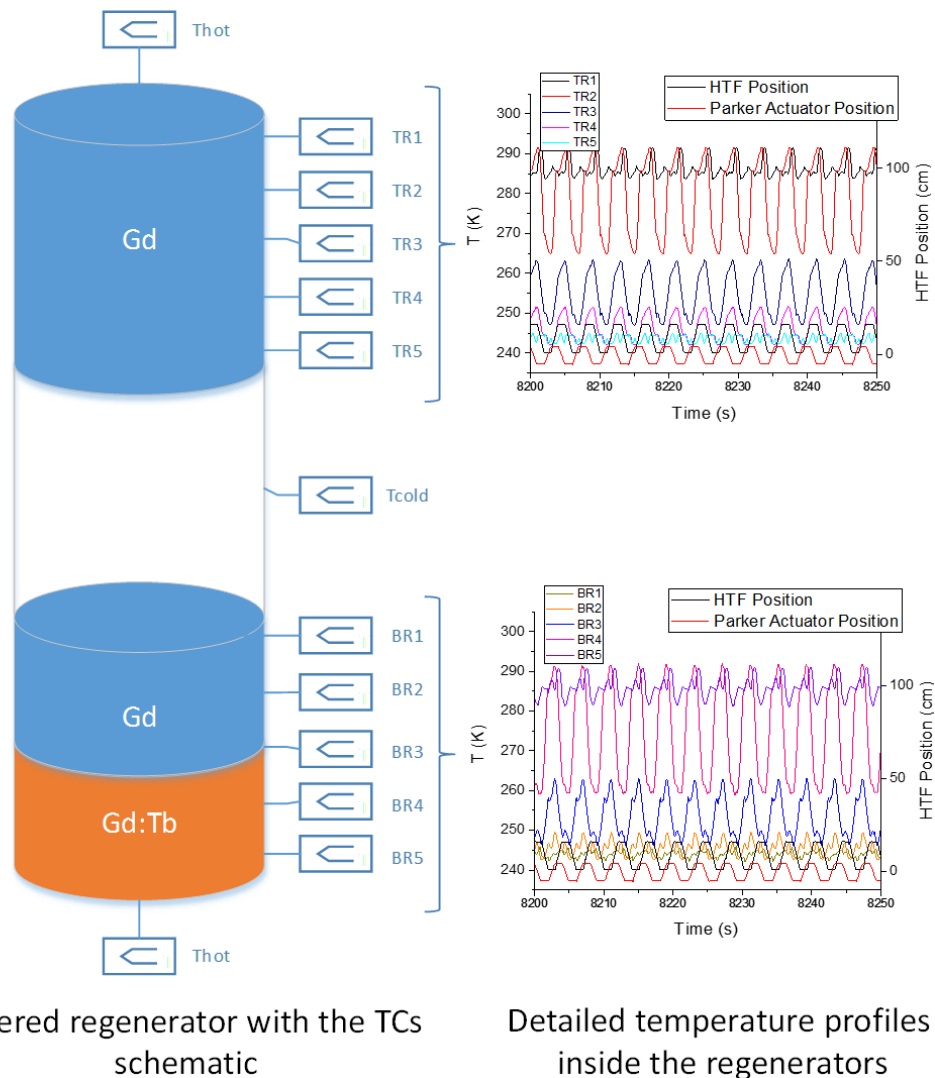 Thot
TR1
TR2
TR3
TR4
TR5
Gd
Tcold
BR1
BR2
BR3
BR4
BR5
Gd
Gd:Tb
Thot
TR1
TR2
TR3
TR4
TR5
HTF Position
Parker Actuator Position
300
290
280
270
260
250
240
T (K)
100
50
0
HTF Position (cm)
8200 8210 8220 8230 8240 8250
Time (s)
BR1
BR2
BR3
BR4
BR5
HTF Position
Parker Actuator Position
300
290
280
270
260
250
240
T (K)
100
50
0
HTF Position (cm)
8200 8210 8220 8230 8240 8250
Time (s)
ered regenerator with the TCs
schematic
Detailed temperature profiles
inside the regenerators